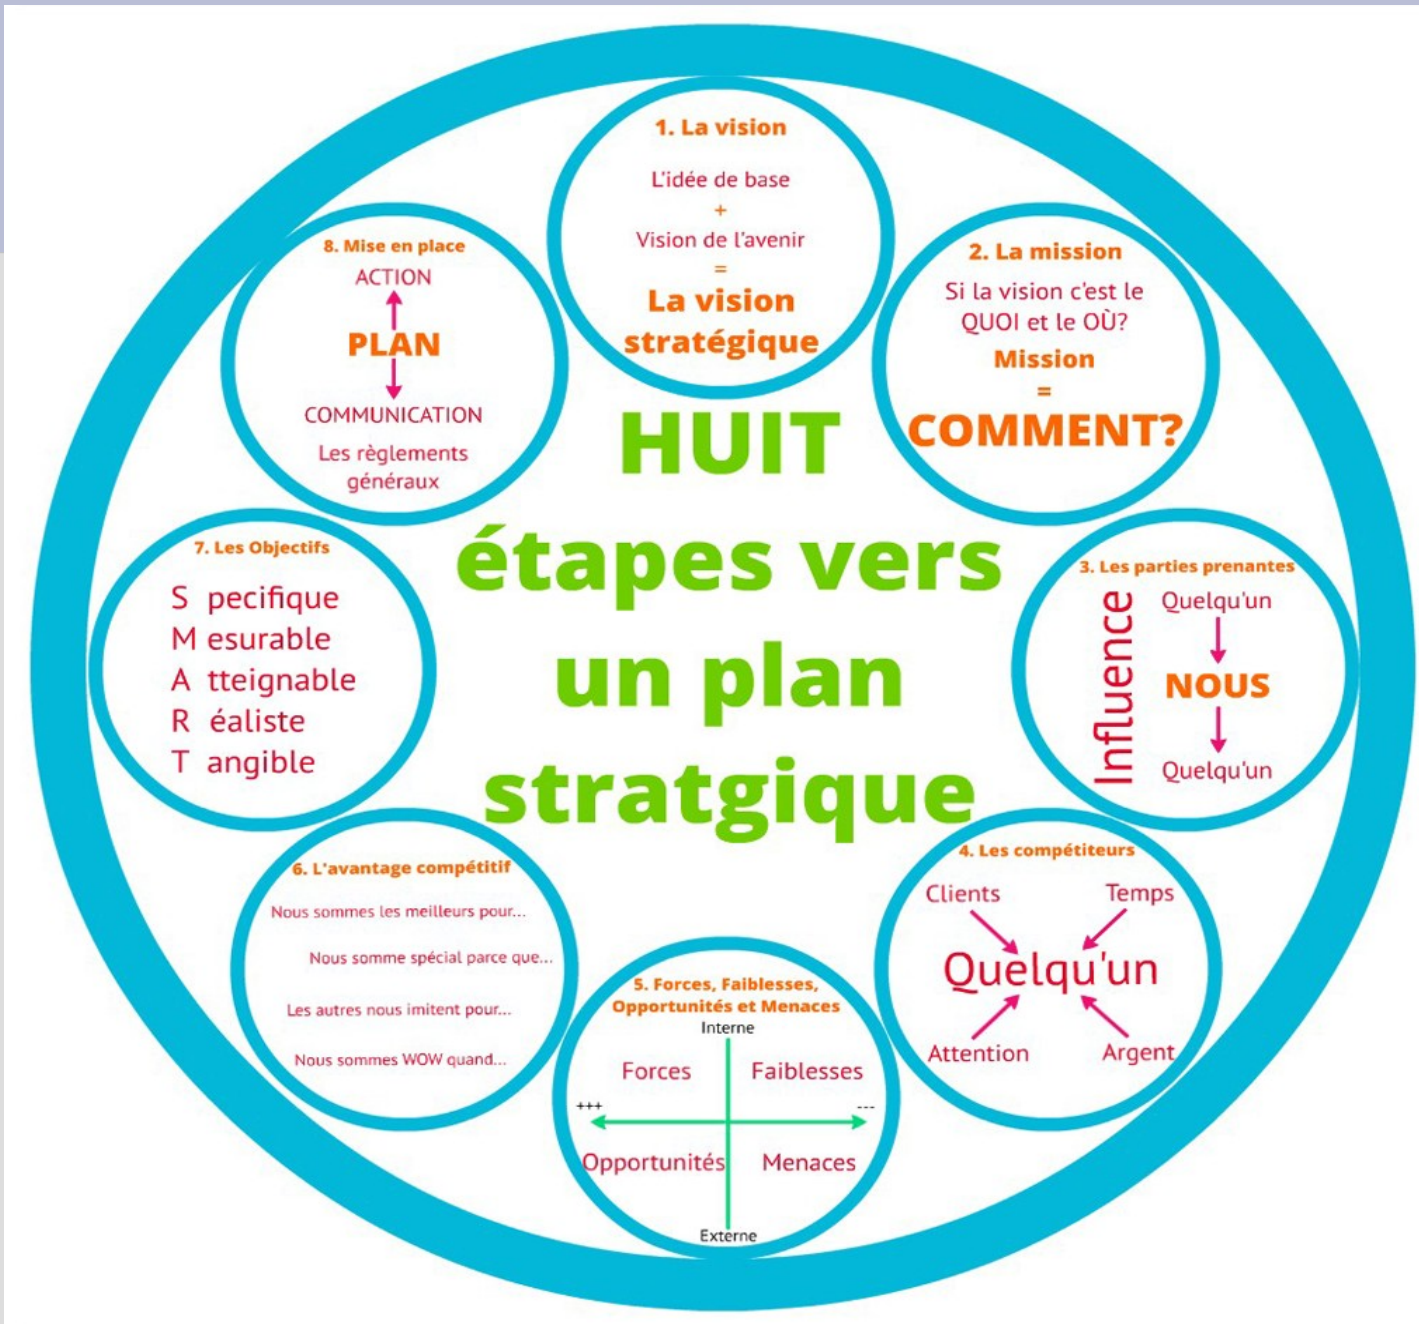 HUIT
étapes vers
un plan
stratgique
1. La vision
L'idée de base
+
Vision de l'avenir
=
La vision
stratégique
2. La mission
Si la vision c'est le
QUOI et le OÙ?
Mission
=
COMMENT?
3. Les parties prenantes
Influence
Quelqu'un
NOUS
Quelqu'un
4. Les compétiteurs
Clients Temps
Quelqu'un
Attention Argent
5. Forces, Faiblesses,
Opportunités et Menaces
Interne
Forces Faiblesses
+++ ---
Opportunités Menaces
Externe
6. L'avantage compétitif
Nous sommes les meilleurs pour...
Nous somme spécial parce que...
Les autres nous imitent pour...
Nous sommes WOW quand...
7. Les Objectifs
S pecifique
M esurable
A tteignable
R éaliste
T angible
8. Mise en place
ACTION
PLAN
COMMUNICATION
Les règlements
généraux